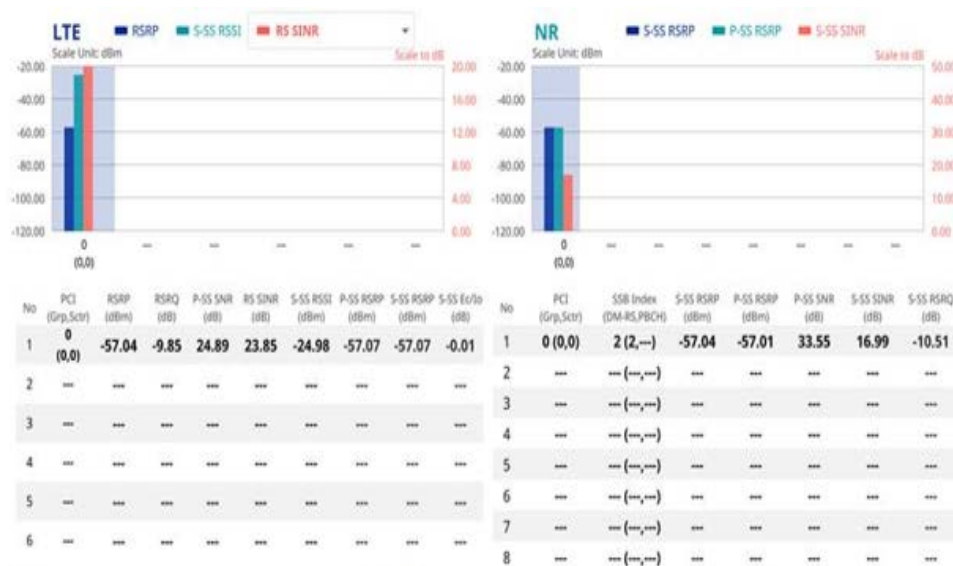 LTE RSRP S-SS RSSI RS SINR
Scale Unit: dBm Scale to dB
-20.00 20.00
-40.00 16.00
-60.00 12.00
-80.00 8.00
-100.00 4.00
-120.00 0.00
0 --- --- --- --- ---
(0,0)
No PCI (Grp,Sctr) RSRP (dBm) RSRQ (dB) P-SS SNR (dB) RS SINR (dB) S-SS RSSI (dBm) P-SS RSRP (dBm) S-SS RSRP (dBm) S-SS Ec/Io (dB)
1 0 (0,0) -57.04 -9.85 24.89 23.85 -24.98 -57.07 -57.07 -0.01
2 --- --- --- --- --- --- --- --- ---
3 --- --- --- --- --- --- --- --- ---
4 --- --- --- --- --- --- --- --- ---
5 --- --- --- --- --- --- --- --- ---
6 --- --- --- --- --- --- --- --- ---
NR S-SS RSRP P-SS RSRP S-SS SINR
Scale Unit: dBm Scale to dB
-20.00 50.00
-40.00 40.00
-60.00 30.00
-80.00 20.00
-100.00 10.00
-120.00 0.00
0 --- --- --- --- --- --- ---
(0,0)
No PCI (Grp,Sctr) SSB Index (DM-RS,PBCH) S-SS RSRP (dBm) P-SS RSRP (dBm) P-SS SNR (dB) S-SS SINR (dB) S-SS RSRQ (dB)
1 0 (0,0) 2 (2,---) -57.04 -57.01 33.55 16.99 -10.51
2 --- --- (---,---) --- --- --- --- ---
3 --- --- (---,---) --- --- --- --- ---
4 --- --- (---,---) --- --- --- --- ---
5 --- --- (---,---) --- --- --- --- ---
6 --- --- (---,---) --- --- --- --- ---
7 --- --- (---,---) --- --- --- --- ---
8 --- --- (---,---) --- --- --- --- ---